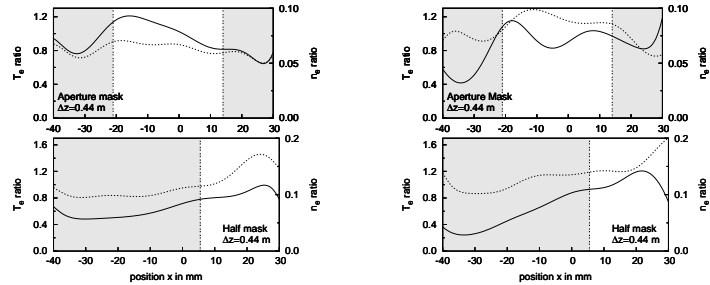 1.2
0.8
0.4
0.0
T_e ratio
0.10
0.05
0.00
n_e ratio
Aperture mask
Δz=0.44 m
-40 -30 -20 -10 0 10 20 30
1.6
1.2
0.8
0.4
0.0
T_e ratio
0.2
0.1
0.0
n_e ratio
Half mask
Δz=0.44 m
-40 -30 -20 -10 0 10 20 30
position x in mm
1.2
0.8
0.4
0.0
T_e ratio
0.10
0.05
0.00
n_e ratio
Aperture Mask
Δz=0.44 m
-40 -30 -20 -10 0 10 20 30
1.6
1.2
0.8
0.4
0.0
T_e ratio
0.2
0.1
0.0
n_e ratio
Half mask
Δz=0.44 m
-40 -30 -20 -10 0 10 20 30
position x in mm